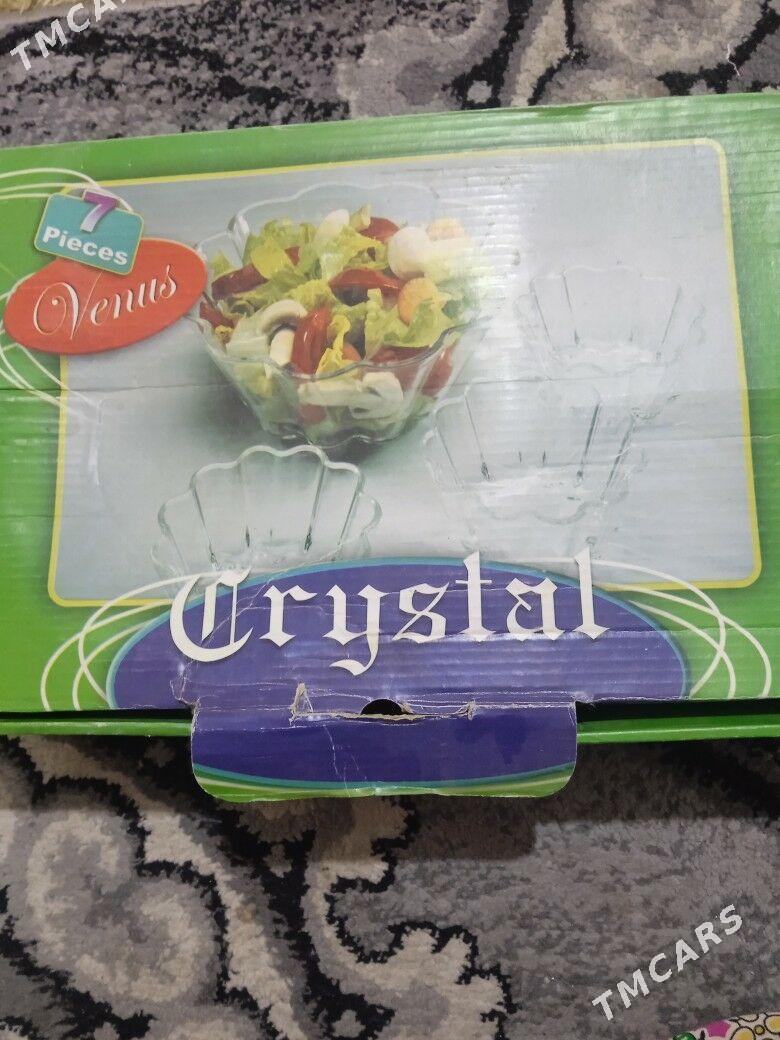 TMCARS
7
Pieces
Venus
Crystal
TMCARS